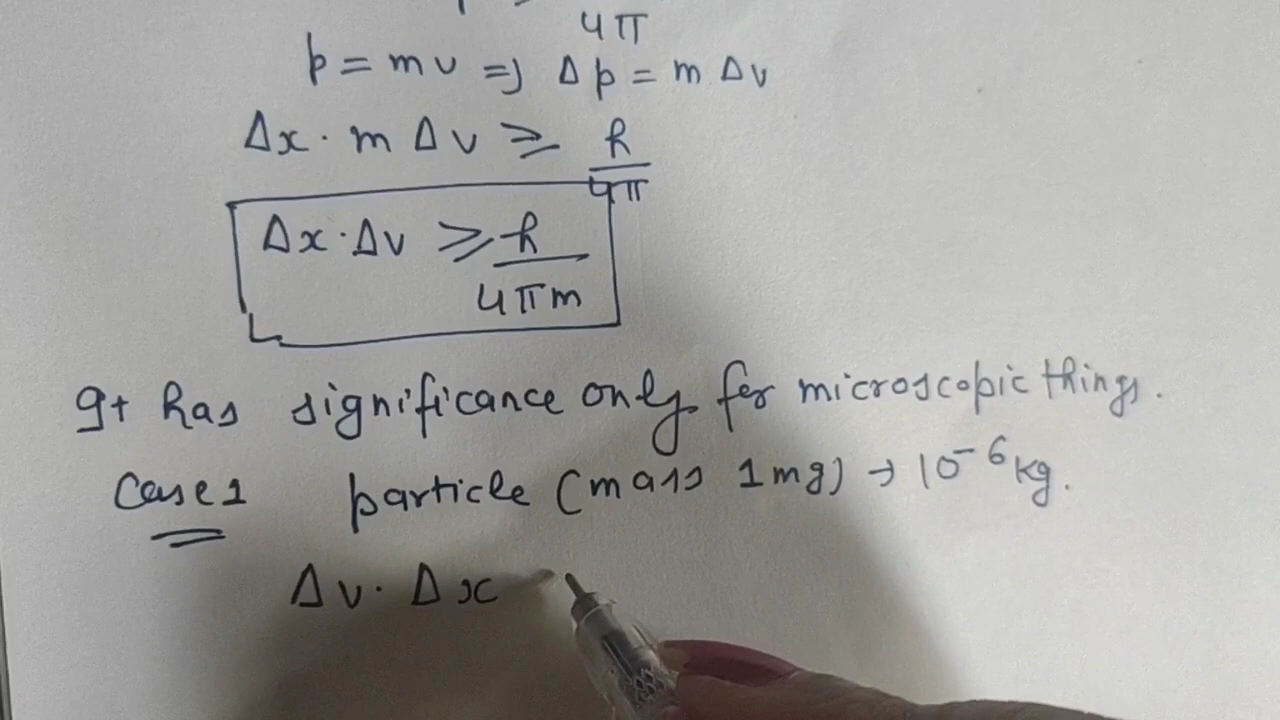 4π
p = mv => Δp = m Δv
Δx · m Δv ≥ h/4π
Δx · Δv ≥ h/4πm
It has significance only for microscopic things.
Case 1 particle (mass 1mg) → 10⁻⁶ kg.
Δv · Δx